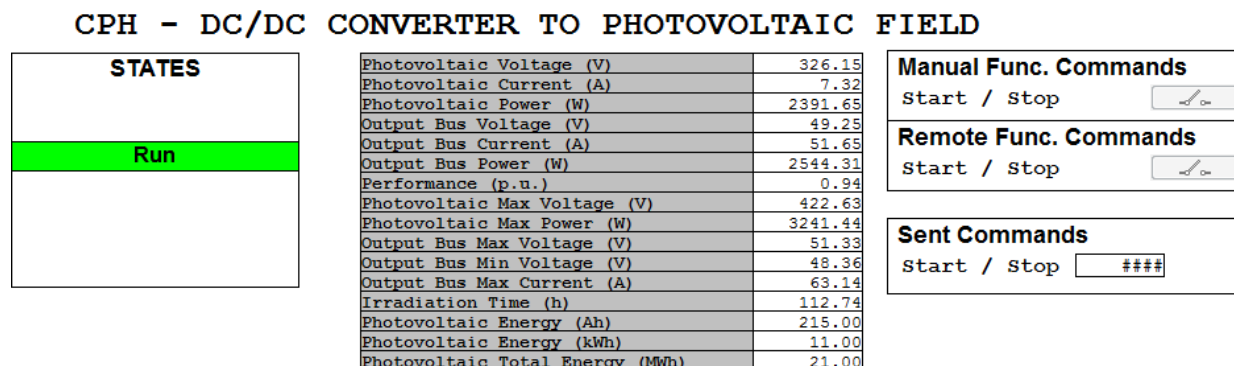 CPH - DC/DC CONVERTER TO PHOTOVOLTAIC FIELD
STATES
Run
Photovoltaic Voltage (V) 326.15
Photovoltaic Current (A) 7.32
Photovoltaic Power (W) 2391.65
Output Bus Voltage (V) 49.25
Output Bus Current (A) 51.65
Output Bus Power (W) 2544.31
Performance (p.u.) 0.94
Photovoltaic Max Voltage (V) 422.63
Photovoltaic Max Power (W) 3241.44
Output Bus Max Voltage (V) 51.33
Output Bus Min Voltage (V) 48.36
Output Bus Max Current (A) 63.14
Irradiation Time (h) 112.74
Photovoltaic Energy (Ah) 215.00
Photovoltaic Energy (kWh) 11.00
Photovoltaic Total Energy (MWh) 21.00
Manual Func. Commands
Start / Stop
Remote Func. Commands
Start / Stop
Sent Commands
Start / Stop ####